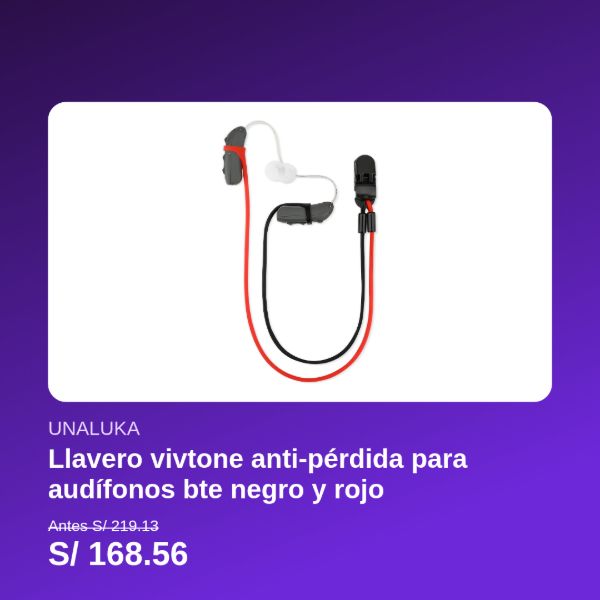 UNALUKA
Llavero vivtone anti-pérdida para
audífonos bte negro y rojo
Antes S/ 219.13
S/ 168.56